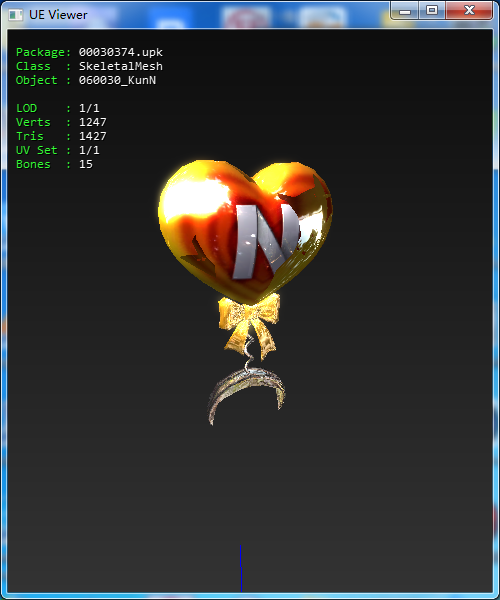 UE Viewer
Package: 00030374.upk
Class  : SkeletalMesh
Object : 060030_KunN
LOD    : 1/1
Verts  : 1247
Tris   : 1427
UV Set : 1/1
Bones  : 15
N